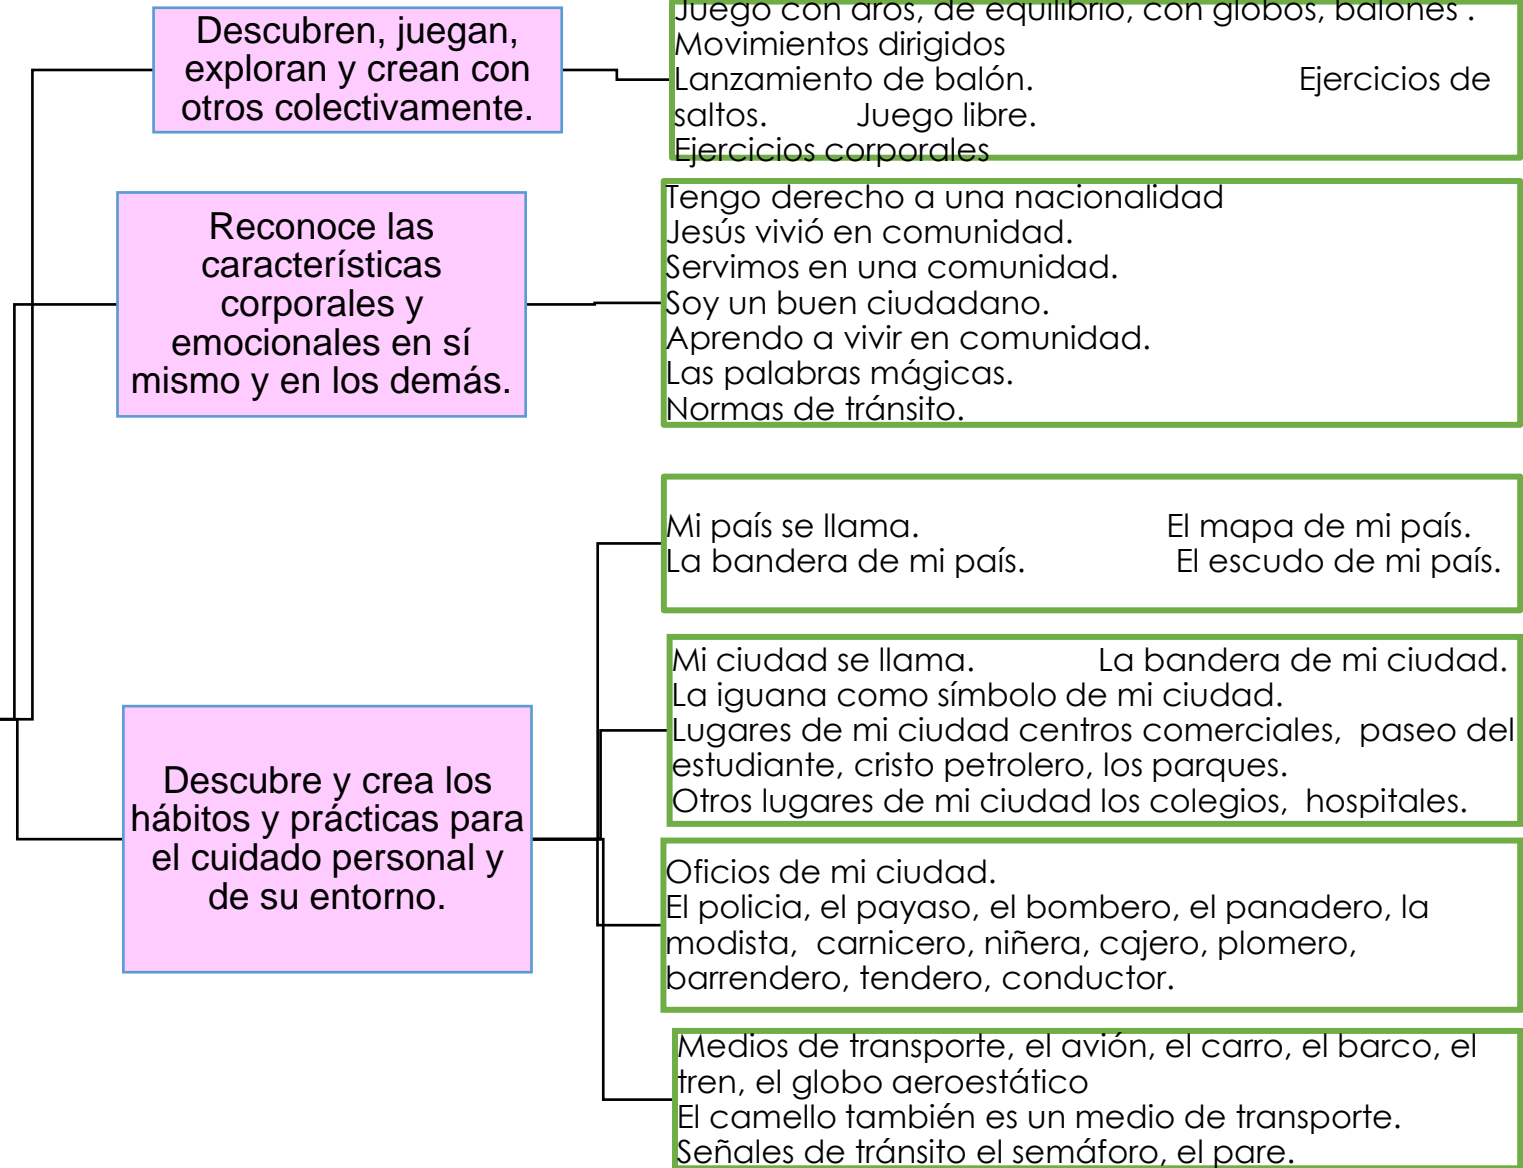 Descubren, juegan,
exploran y crean con
otros colectivamente.
Juego con aros, de equilibrio, con globos, balones .
Movimientos dirigidos
Lanzamiento de balón. Ejercicios de
saltos. Juego libre.
Ejercicios corporales
Reconoce las
características
corporales y
emocionales en sí
mismo y en los demás.
Tengo derecho a una nacionalidad
Jesús vivió en comunidad.
Servimos en una comunidad.
Soy un buen ciudadano.
Aprendo a vivir en comunidad.
Las palabras mágicas.
Normas de tránsito.
Descubre y crea los
hábitos y prácticas para
el cuidado personal y
de su entorno.
Mi país se llama. El mapa de mi país.
La bandera de mi país. El escudo de mi país.
Mi ciudad se llama. La bandera de mi ciudad.
La iguana como símbolo de mi ciudad.
Lugares de mi ciudad centros comerciales, paseo del
estudiante, cristo petrolero, los parques.
Otros lugares de mi ciudad los colegios, hospitales.
Oficios de mi ciudad.
El policia, el payaso, el bombero, el panadero, la
modista, carnicero, niñera, cajero, plomero,
barrendero, tendero, conductor.
Medios de transporte, el avión, el carro, el barco, el
tren, el globo aeroestático
El camello también es un medio de transporte.
Señales de tránsito el semáforo, el pare.